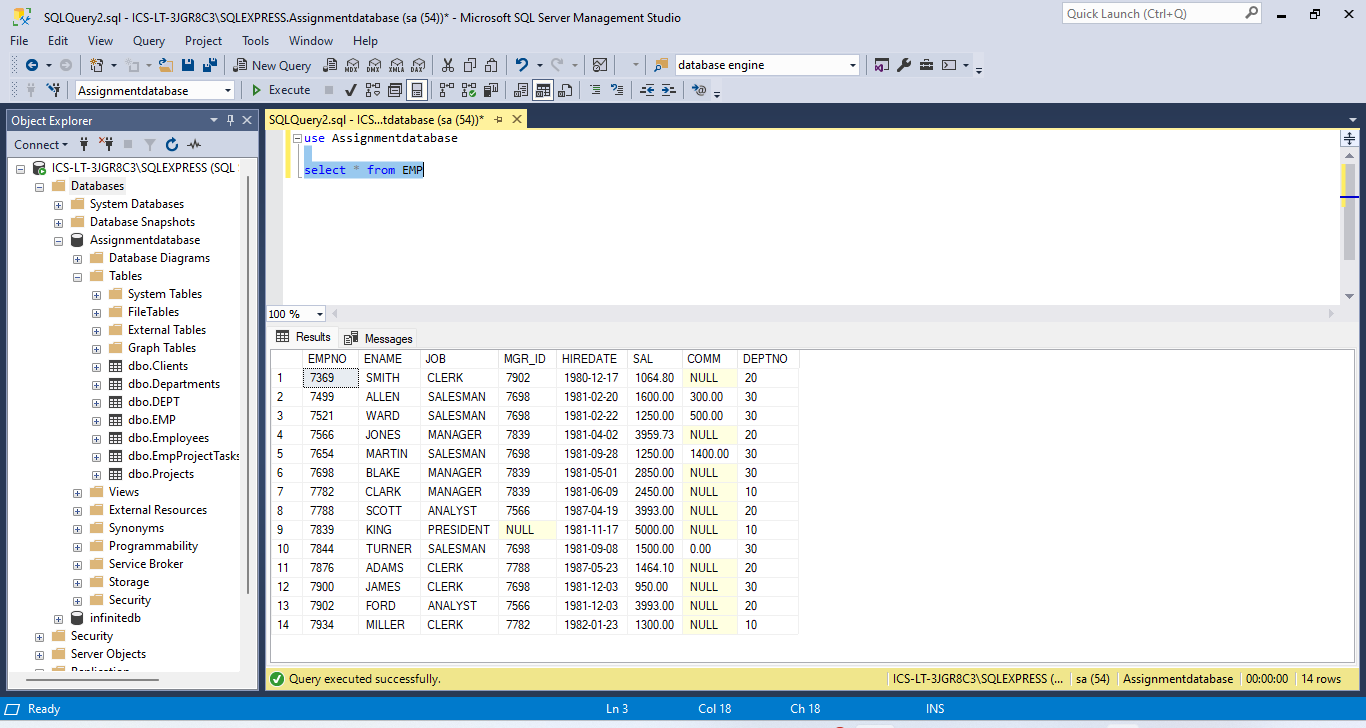 SQLQuery2.sql - ICS-LT-3JGR8C3\SQLEXPRESS.Assignmentdatabase (sa (54))* - Microsoft SQL Server Management Studio
Quick Launch (Ctrl+Q)
File Edit View Query Project Tools Window Help
New Query MDX DMX XMLA DAX database engine
Assignmentdatabase Execute
Object Explorer
Connect
ICS-LT-3JGR8C3\SQLEXPRESS (SQL S
Databases
System Databases
Database Snapshots
Assignmentdatabase
Database Diagrams
Tables
System Tables
FileTables
External Tables
Graph Tables
dbo.Clients
dbo.Departments
dbo.DEPT
dbo.EMP
dbo.Employees
dbo.EmpProjectTasks
dbo.Projects
Views
External Resources
Synonyms
Programmability
Service Broker
Storage
Security
infinitedb
Security
Server Objects
Replication
SQLQuery2.sql - ICS...tdatabase (sa (54))*
use Assignmentdatabase
select * from EMP
100 %
Results Messages
EMPNO ENAME JOB MGR_ID HIREDATE SAL COMM DEPTNO
1 7369 SMITH CLERK 7902 1980-12-17 1064.80 NULL 20
2 7499 ALLEN SALESMAN 7698 1981-02-20 1600.00 300.00 30
3 7521 WARD SALESMAN 7698 1981-02-22 1250.00 500.00 30
4 7566 JONES MANAGER 7839 1981-04-02 3959.73 NULL 20
5 7654 MARTIN SALESMAN 7698 1981-09-28 1250.00 1400.00 30
6 7698 BLAKE MANAGER 7839 1981-05-01 2850.00 NULL 30
7 7782 CLARK MANAGER 7839 1981-06-09 2450.00 NULL 10
8 7788 SCOTT ANALYST 7566 1987-04-19 3993.00 NULL 20
9 7839 KING PRESIDENT NULL 1981-11-17 5000.00 NULL 10
10 7844 TURNER SALESMAN 7698 1981-09-08 1500.00 0.00 30
11 7876 ADAMS CLERK 7788 1987-05-23 1464.10 NULL 20
12 7900 JAMES CLERK 7698 1981-12-03 950.00 NULL 30
13 7902 FORD ANALYST 7566 1981-12-03 3993.00 NULL 20
14 7934 MILLER CLERK 7782 1982-01-23 1300.00 NULL 10
Query executed successfully. ICS-LT-3JGR8C3\SQLEXPRESS (... sa (54) Assignmentdatabase 00:00:00 14 rows
Ready Ln 3 Col 18 Ch 18 INS